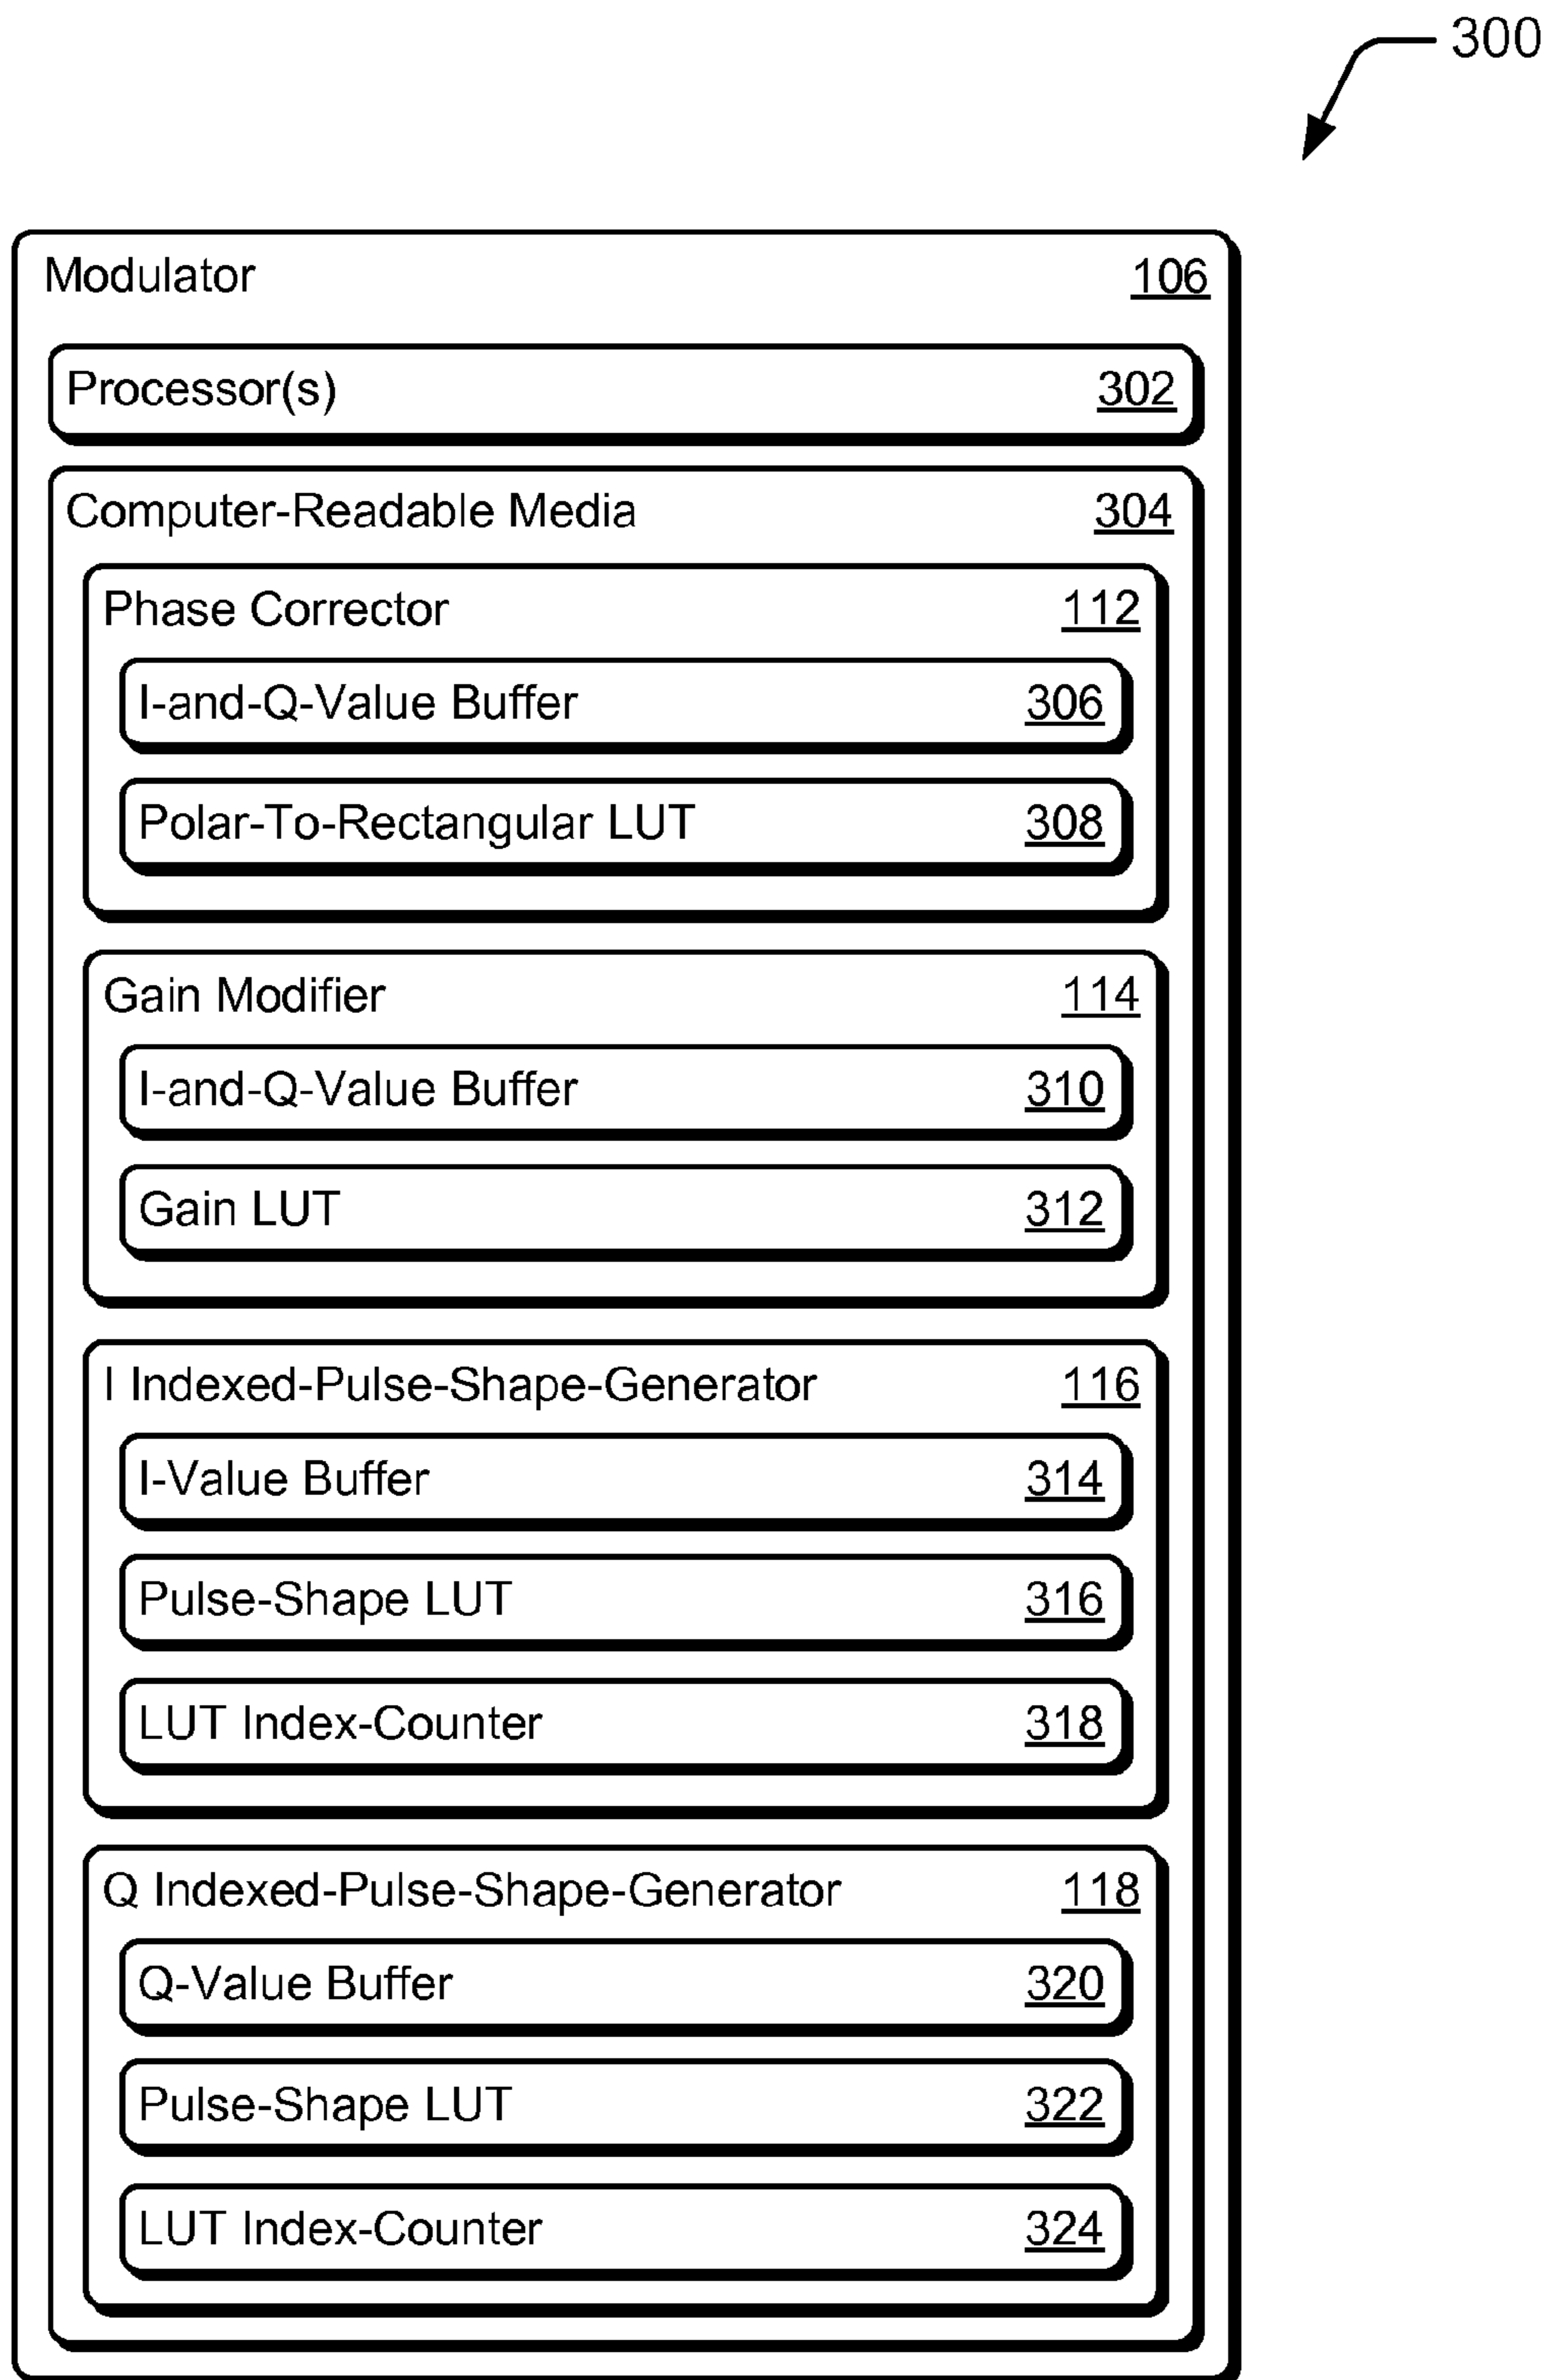 300
Modulator 106
Processor(s) 302
Computer-Readable Media 304
Phase Corrector 112
I-and-Q-Value Buffer 306
Polar-To-Rectangular LUT 308
Gain Modifier 114
I-and-Q-Value Buffer 310
Gain LUT 312
I Indexed-Pulse-Shape-Generator 116
I-Value Buffer 314
Pulse-Shape LUT 316
LUT Index-Counter 318
Q Indexed-Pulse-Shape-Generator 118
Q-Value Buffer 320
Pulse-Shape LUT 322
LUT Index-Counter 324